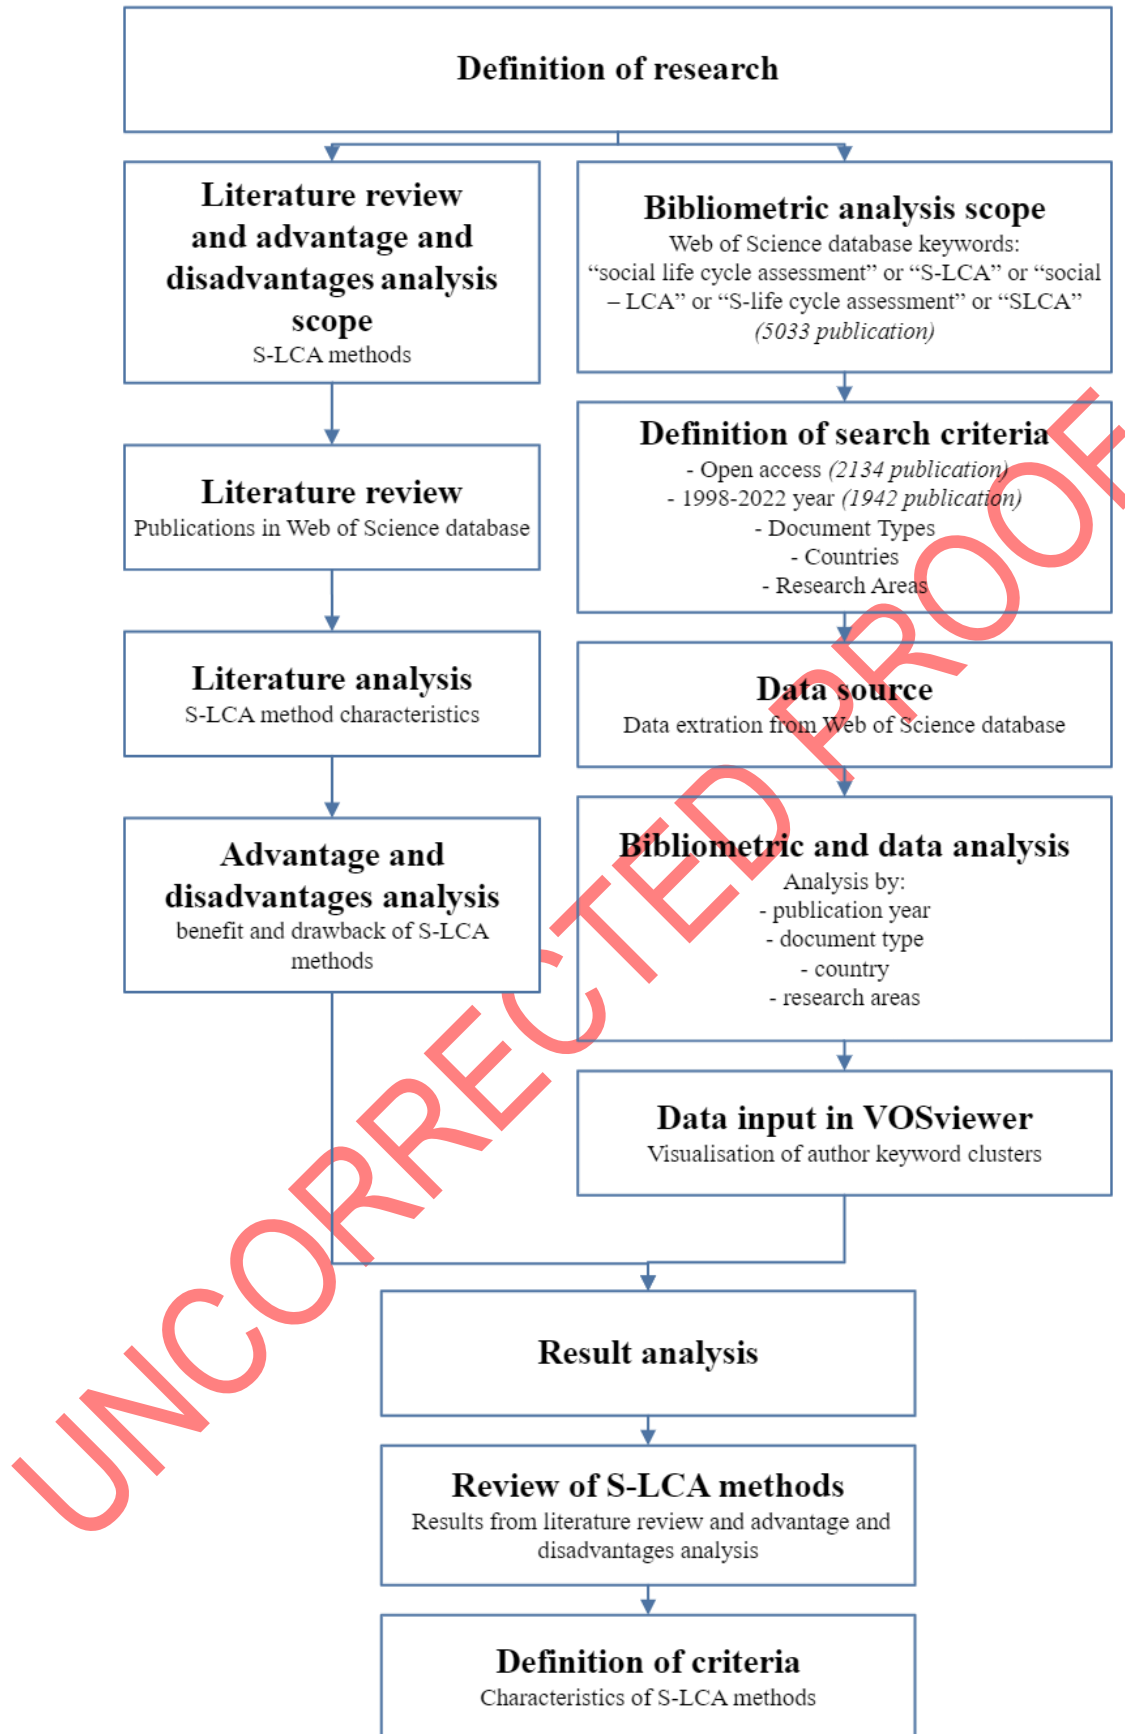 Definition of research
Literature review
and advantage and
disadvantages analysis
scope
S-LCA methods
Literature review
Publications in Web of Science database
Literature analysis
S-LCA method characteristics
Advantage and
disadvantages analysis
benefit and drawback of S-LCA
methods
Bibliometric analysis scope
Web of Science database keywords:
“social life cycle assessment” or “S-LCA” or “social
– LCA” or “S-life cycle assessment” or “SLCA”
(5033 publication)
Definition of search criteria
- Open access (2134 publication)
- 1998-2022 year (1942 publication)
- Document Types
- Countries
- Research Areas
Data source
Data extration from Web of Science database
Bibliometric and data analysis
Analysis by:
- publication year
- document type
- country
- research areas
Data input in VOSviewer
Visualisation of author keyword clusters
Result analysis
Review of S-LCA methods
Results from literature review and advantage and
disadvantages analysis
Definition of criteria
Characteristics of S-LCA methods
UNCORRECTED PROOF